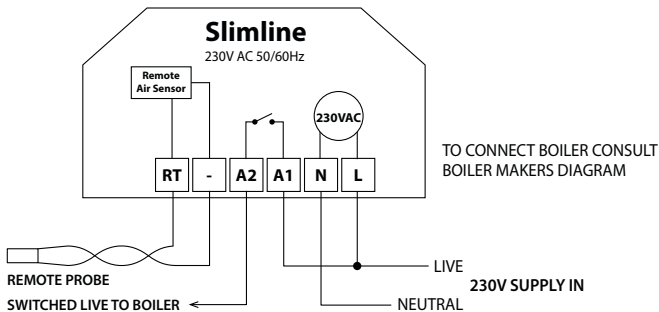 Slimline
230V AC 50/60Hz
Remote
Air Sensor
230VAC
RT - A2 A1 N L
TO CONNECT BOILER CONSULT
BOILER MAKERS DIAGRAM
REMOTE PROBE
LIVE
230V SUPPLY IN
SWITCHED LIVE TO BOILER
NEUTRAL